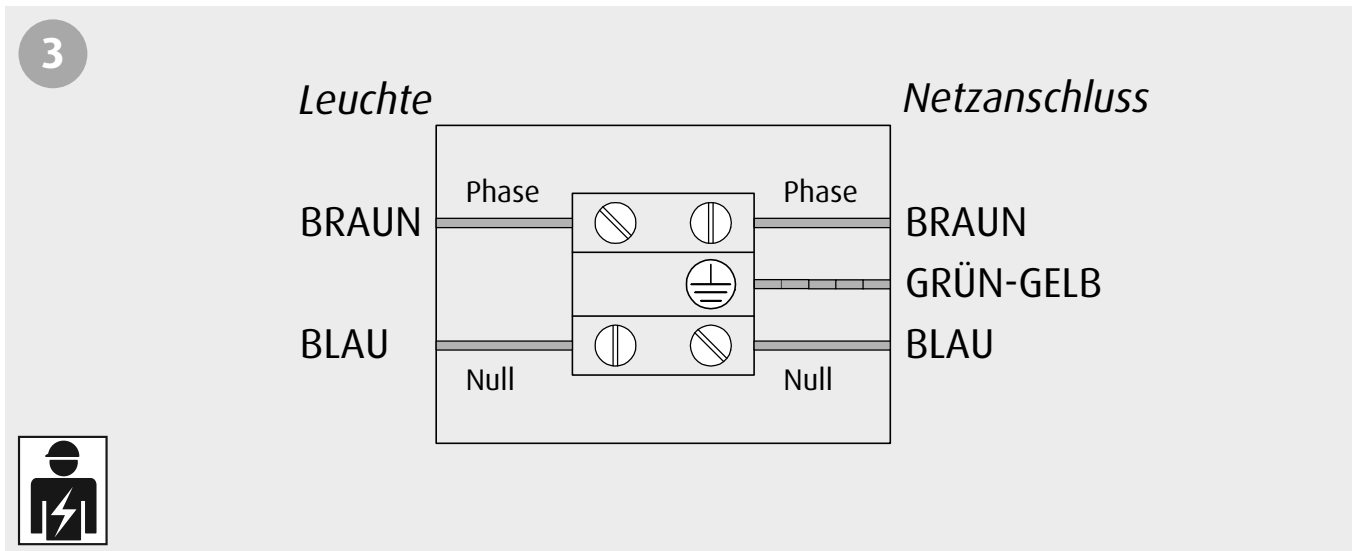 3
Leuchte
Netzanschluss
Phase
Phase
BRAUN
BRAUN
GRÜN-GELB
BLAU
BLAU
Null
Null